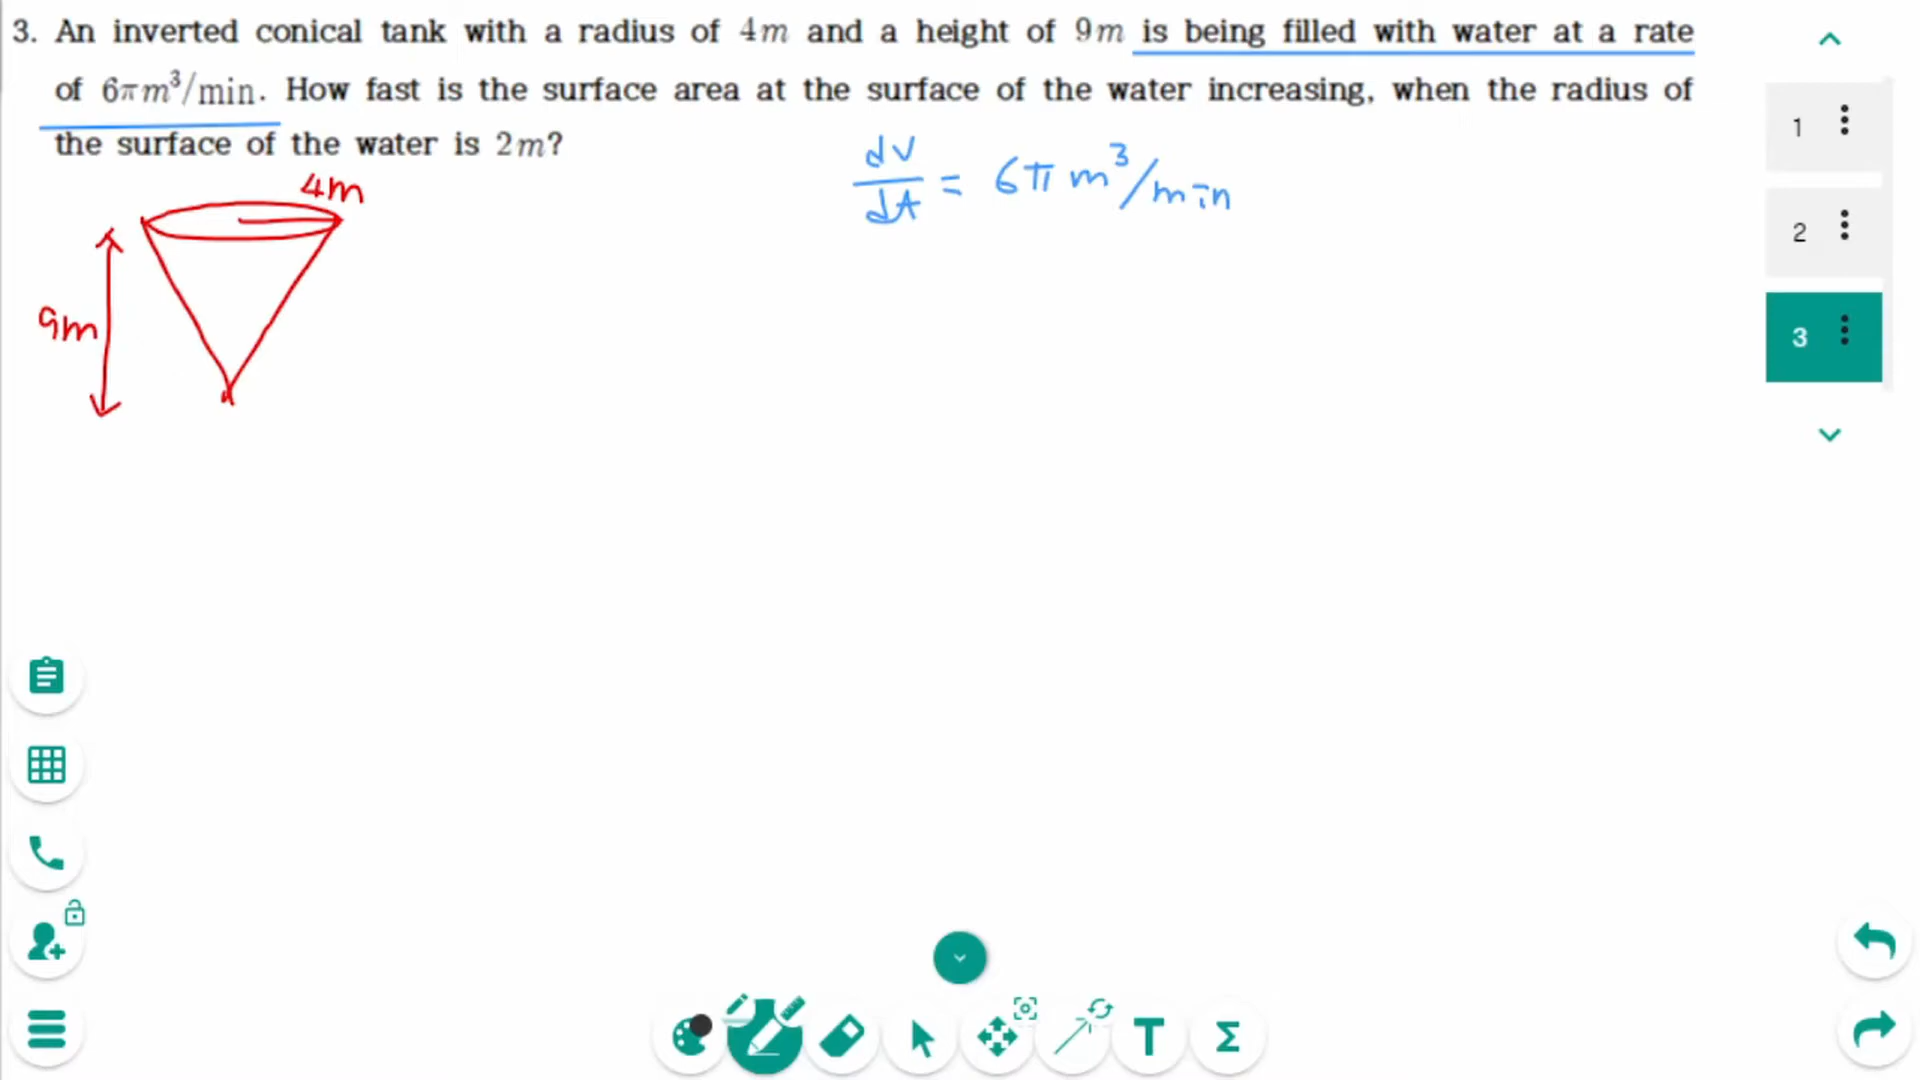 3. An inverted conical tank with a radius of 4m and a height of 9m is being filled with water at a rate
of 6πm³/min. How fast is the surface area at the surface of the water increasing, when the radius of
the surface of the water is 2m?
dV/dA = 6π m³/min
4m
9m
1
2
3
T
Σ